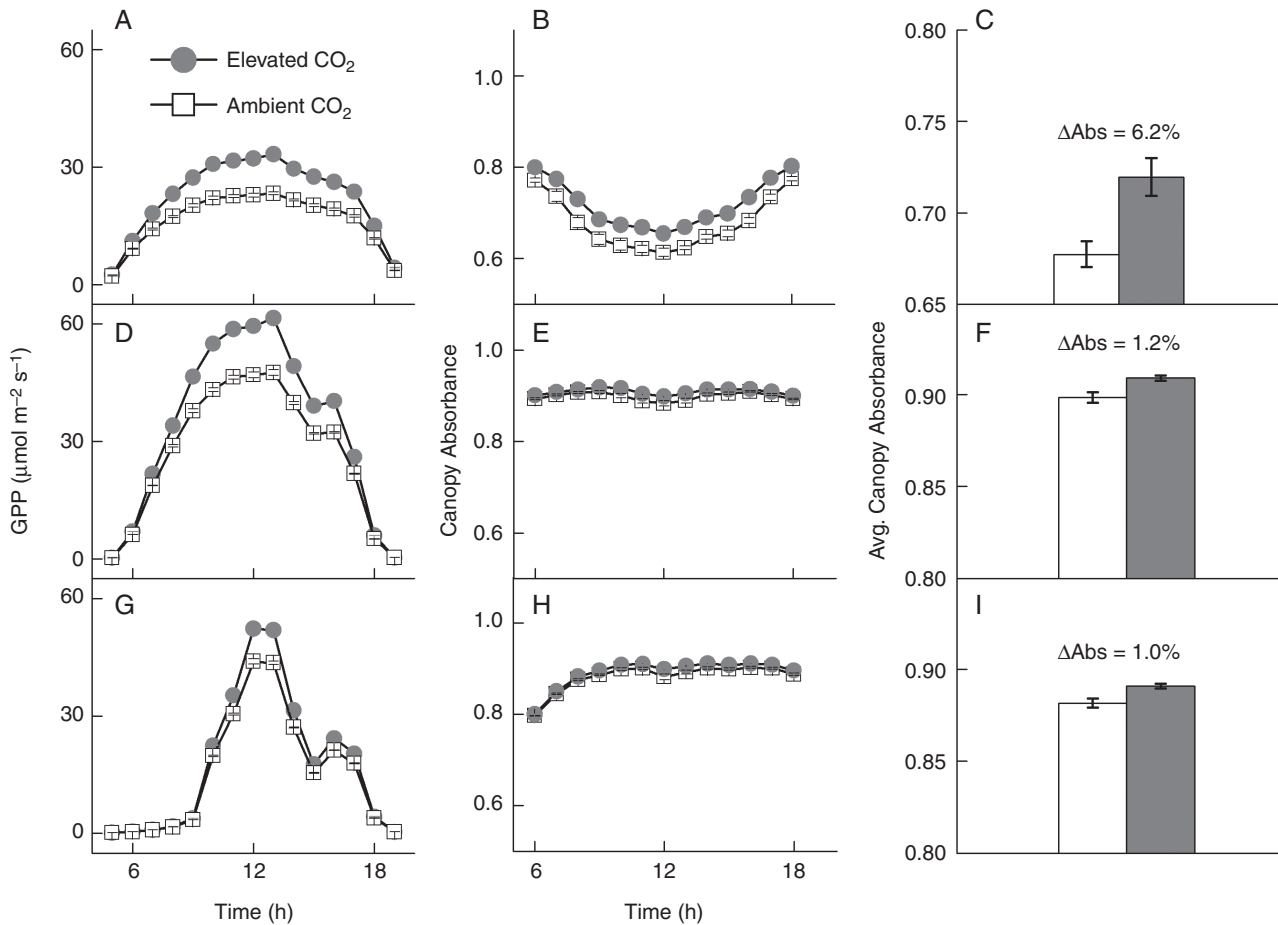 A
60
30
0
Elevated CO₂
Ambient CO₂
B
1.0
0.8
0.6
C
0.80
0.75
0.70
0.65
ΔAbs = 6.2%
D
60
30
0
GPP (µmol m⁻² s⁻¹)
E
1.0
0.8
0.6
Canopy Absorbance
F
0.90
0.85
0.80
ΔAbs = 1.2%
Avg. Canopy Absorbance
G
60
30
0
6
12
18
Time (h)
H
1.0
0.8
0.6
6
12
18
Time (h)
I
0.90
0.85
0.80
ΔAbs = 1.0%